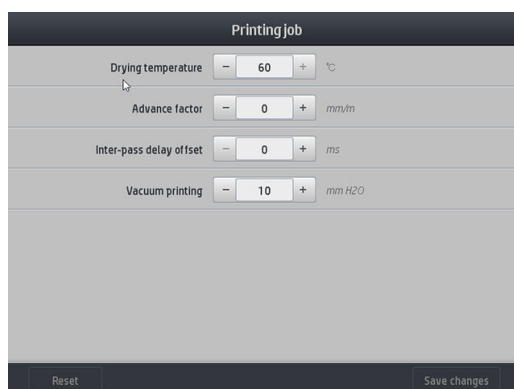 Printing job
Drying temperature − 60 + °C
Advance factor − 0 + mm/m
Inter-pass delay offset − 0 + ms
Vacuum printing − 10 + mm H2O
Reset Save changes